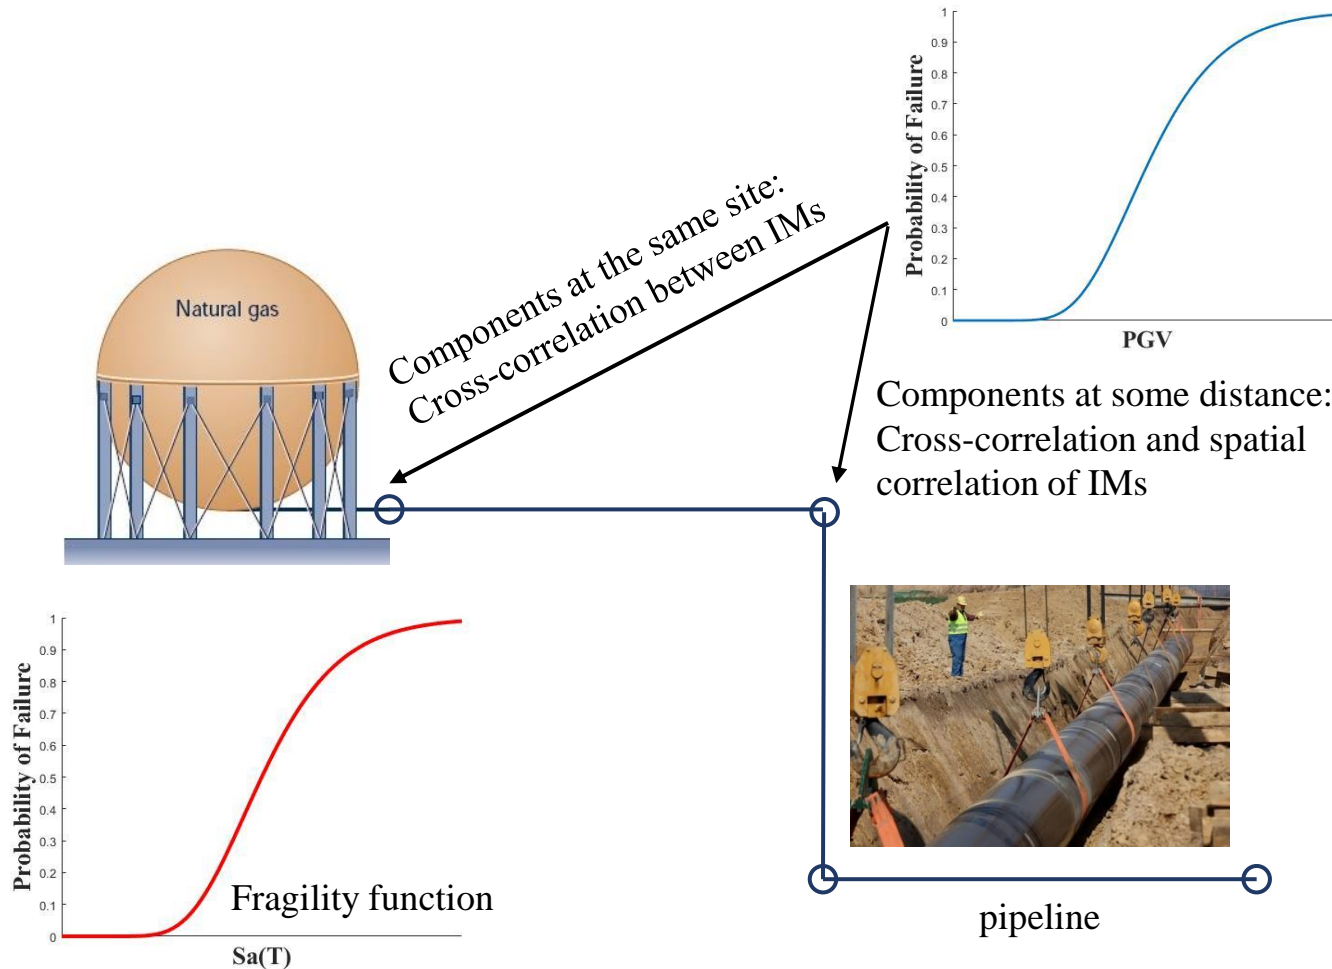 1
0.9
0.8
0.7
0.6
0.5
0.4
0.3
0.2
0.1
0
Probability of Failure
PGV
Components at the same site:
Cross-correlation between IMs
Natural gas
Components at some distance:
Cross-correlation and spatial
correlation of IMs
1
0.9
0.8
0.7
0.6
0.5
0.4
0.3
0.2
0.1
0
Probability of Failure
Fragility function
Sa(T)
pipeline